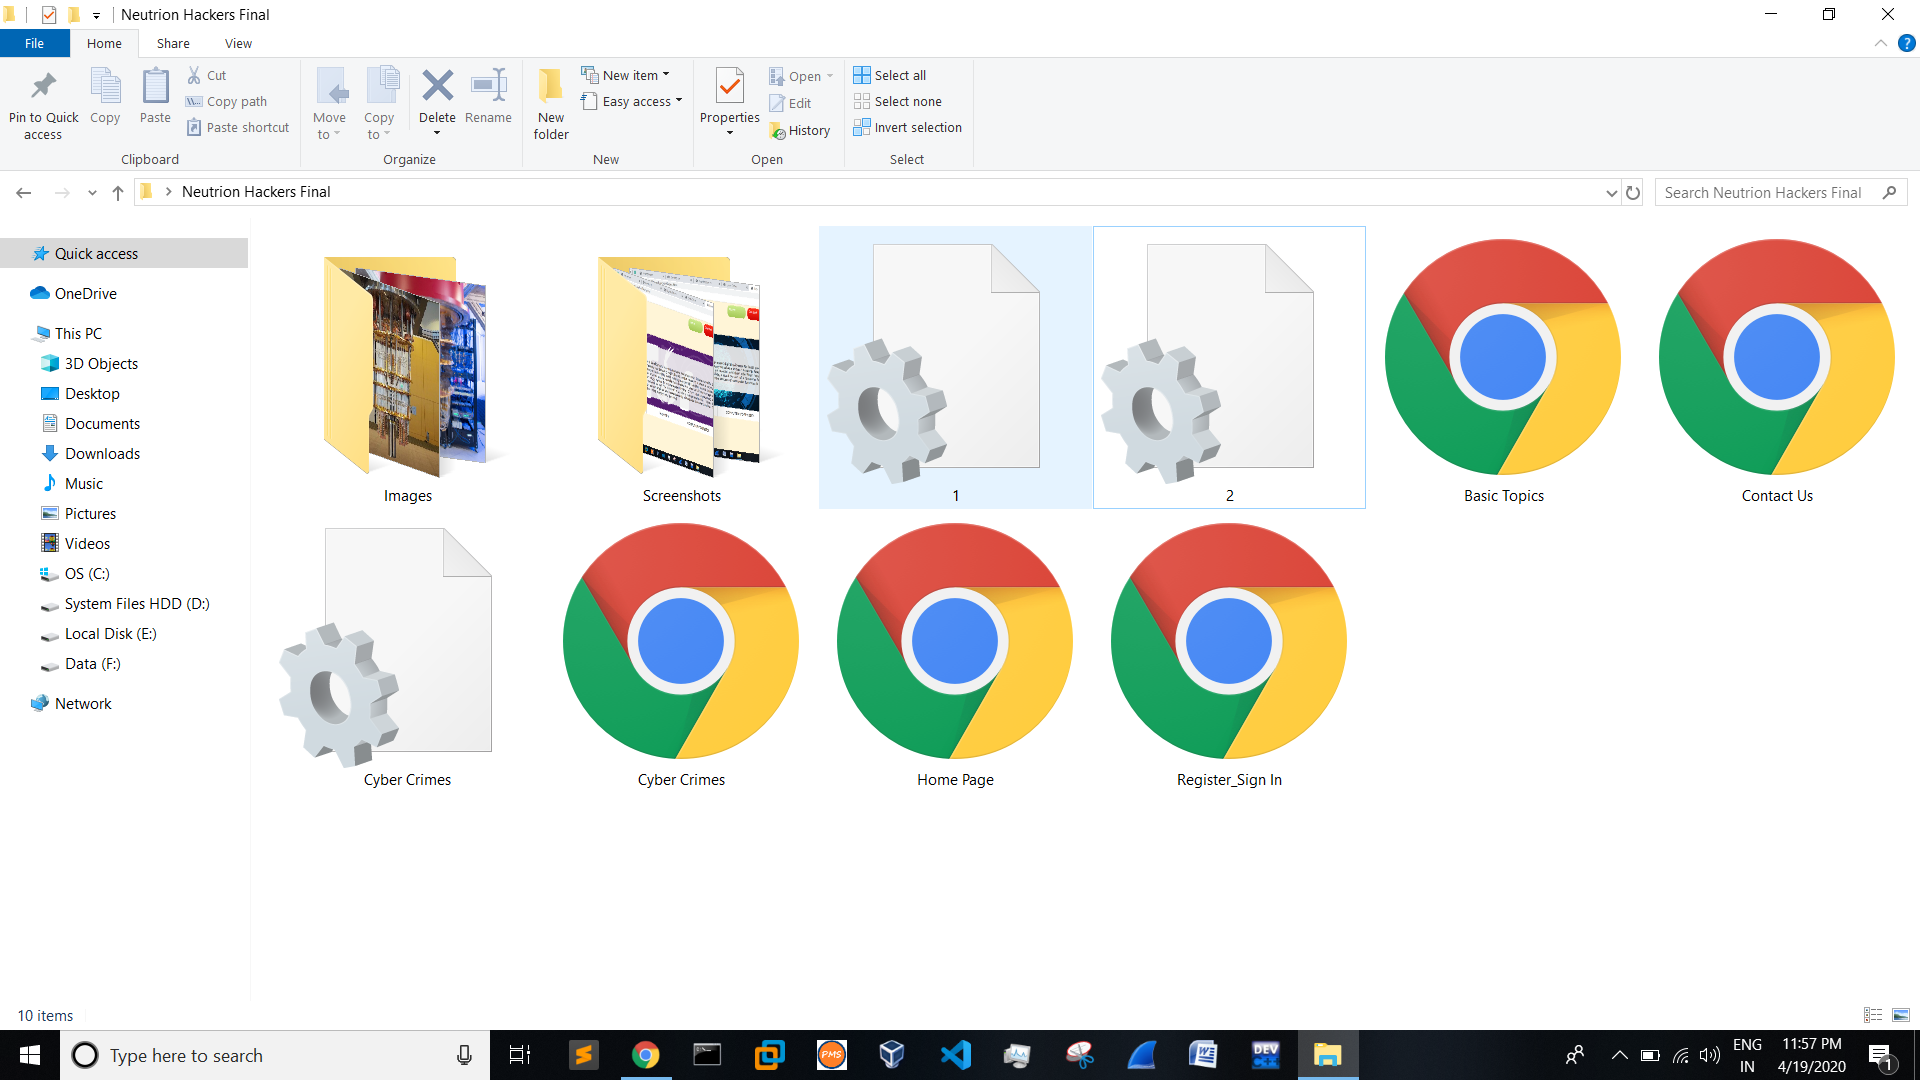 Neutrion Hackers Final
File
Home
Share
View
Pin to Quick access
Copy
Paste
Cut
Copy path
Paste shortcut
Clipboard
Move to
Copy to
Delete
Rename
Organize
New folder
New item
Easy access
New
Properties
Open
Edit
History
Open
Select all
Select none
Invert selection
Select
Neutrion Hackers Final
Search Neutrion Hackers Final
Quick access
OneDrive
This PC
3D Objects
Desktop
Documents
Downloads
Music
Pictures
Videos
OS (C:)
System Files HDD (D:)
Local Disk (E:)
Data (F:)
Network
Images
Screenshots
1
2
Basic Topics
Contact Us
Cyber Crimes
Cyber Crimes
Home Page
Register_Sign In
10 items
Type here to search
PMS
W
DEV C++
ENG
IN
11:57 PM
4/19/2020
1